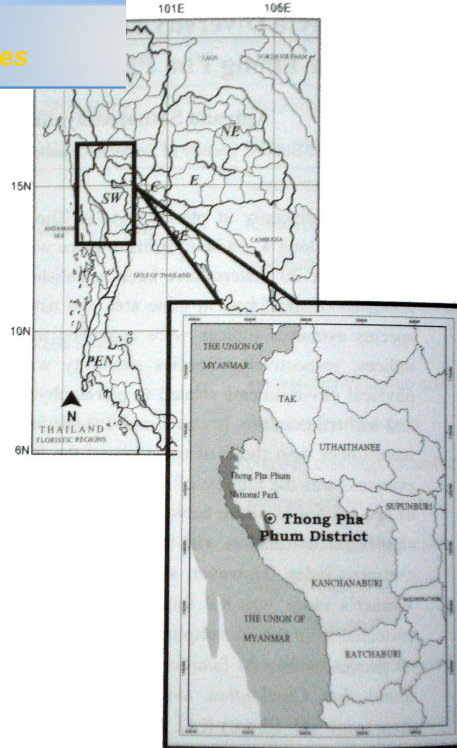 101E
105E
es
N
LAOS
NORTH VIETNAM
NE
15N
E
C
SW
SE
ANDAMAN
SEA
CAMBODIA
GULF OF THAILAND
10N
PEN
N
THAILAND
FLORISTIC REGIONS
6N
THE UNION OF
MYANMAR
TAK
UTHAITHANEE
Thong Pha Phum
National Park
SUPUNBURI
Thong Pha
Phum District
KANCHANABURI
THE UNION OF
MYANMAR
RATCHABURI